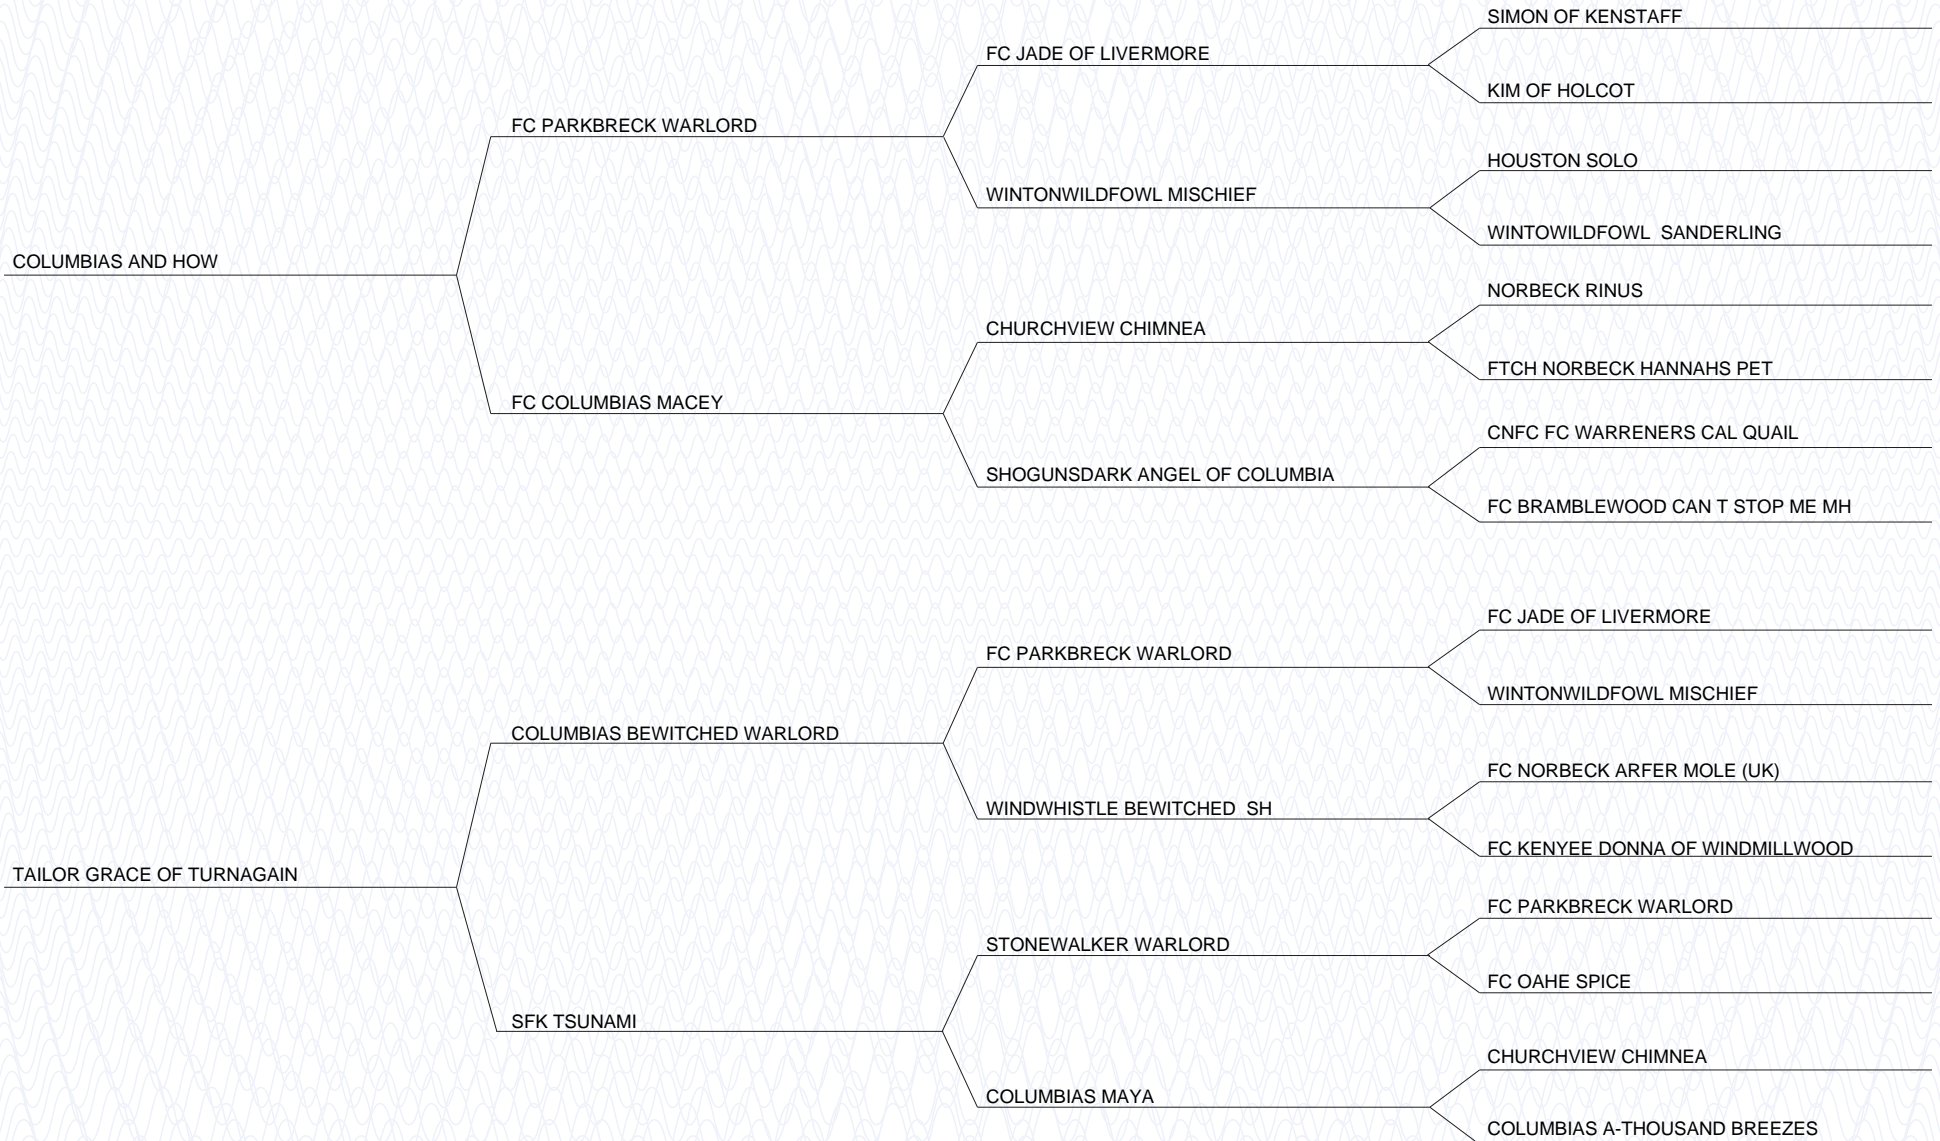 SIMON OF KENSTAFF
FC JADE OF LIVERMORE
KIM OF HOLCOT
FC PARKBRECK WARLORD
HOUSTON SOLO
WINTONWILDFOWL MISCHIEF
WINTOWILDFOWL  SANDERLING
COLUMBIAS AND HOW
NORBECK RINUS
CHURCHVIEW CHIMNEA
FTCH NORBECK HANNAHS PET
FC COLUMBIAS MACEY
CNFC FC WARRENERS CAL QUAIL
SHOGUNSDARK ANGEL OF COLUMBIA
FC BRAMBLEWOOD CAN T STOP ME MH
FC JADE OF LIVERMORE
FC PARKBRECK WARLORD
WINTONWILDFOWL MISCHIEF
COLUMBIAS BEWITCHED WARLORD
FC NORBECK ARFER MOLE (UK)
WINDWHISTLE BEWITCHED  SH
FC KENYEE DONNA OF WINDMILLWOOD
TAILOR GRACE OF TURNAGAIN
FC PARKBRECK WARLORD
STONEWALKER WARLORD
FC OAHE SPICE
SFK TSUNAMI
CHURCHVIEW CHIMNEA
COLUMBIAS MAYA
COLUMBIAS A-THOUSAND BREEZES